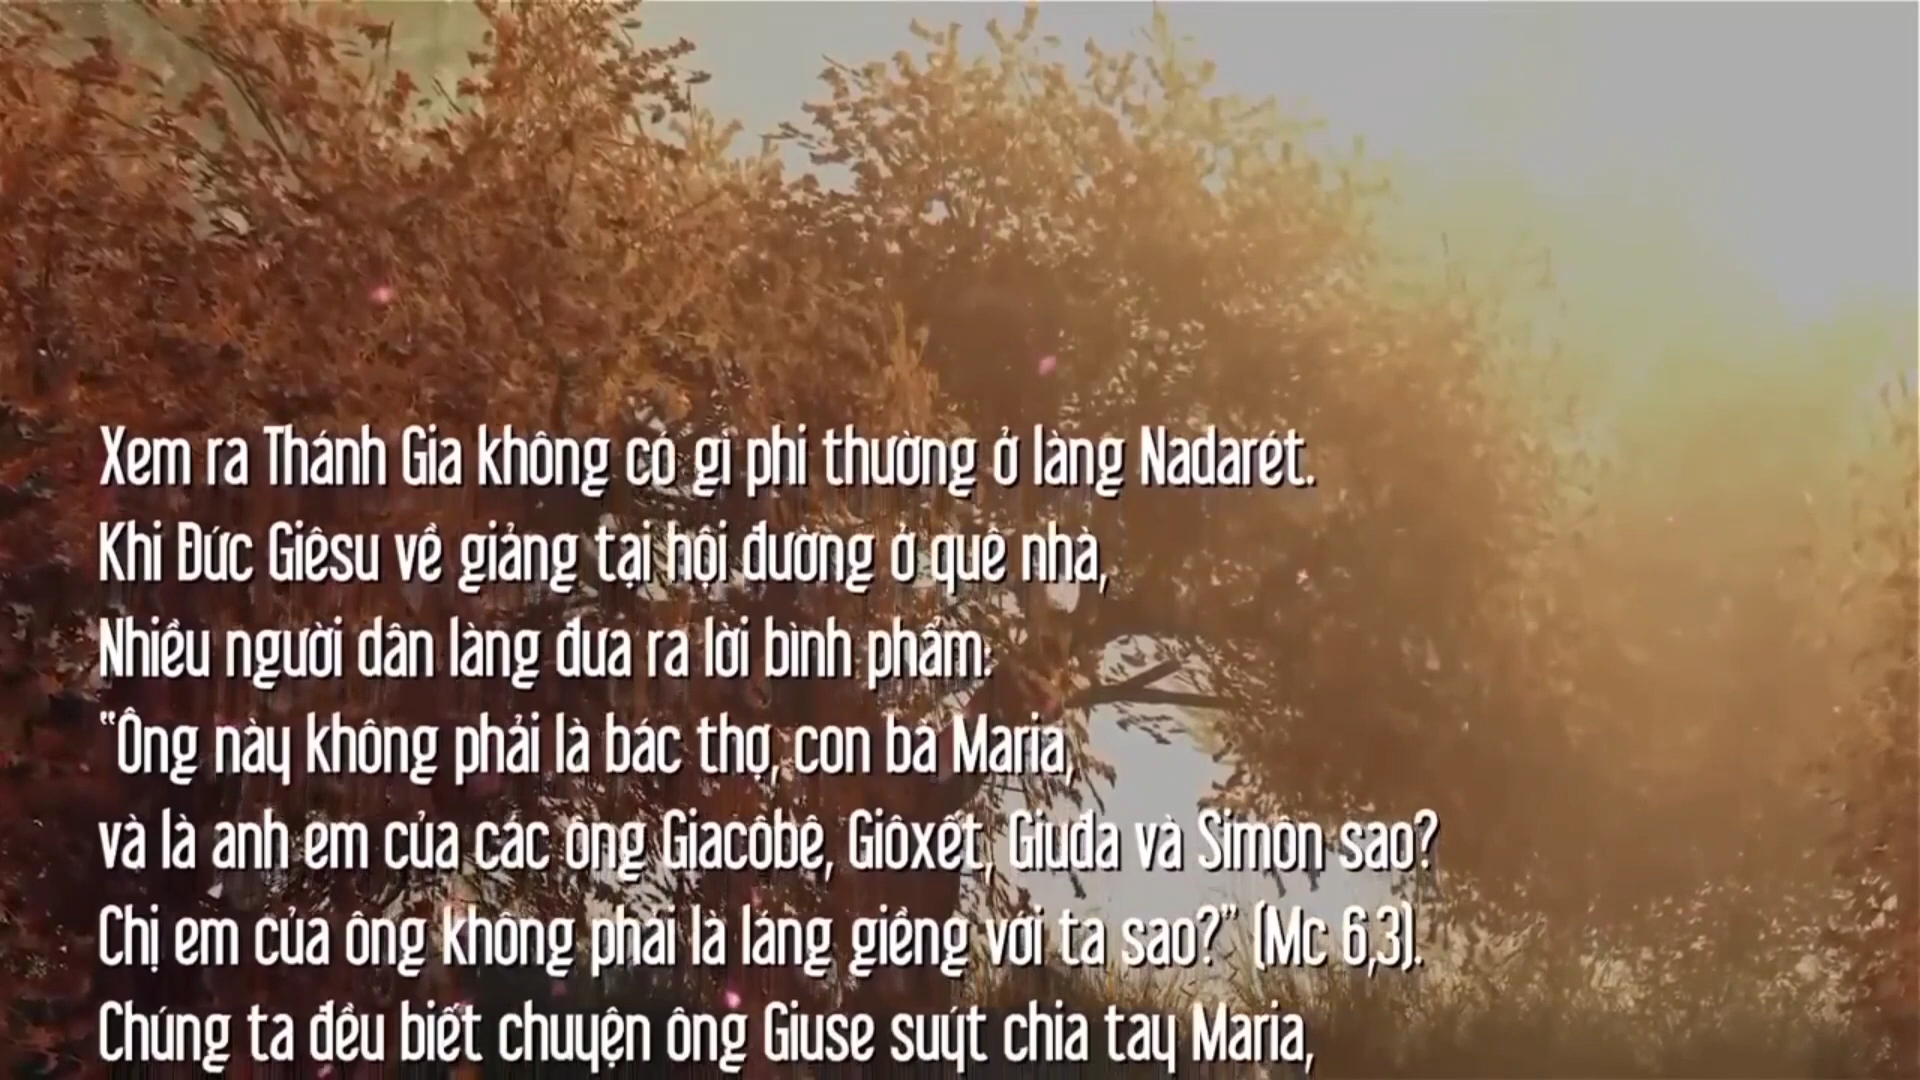 Xem ra Thánh Gia không có gì phi thường ở làng Nadarét.
Khi Đức Giêsu về giảng tại hội đường ở quê nhà,
Nhiều người dân làng đưa ra lời bình phẩm:
“Ông này không phải là bác thợ, con bà Maria,
và là anh em của các ông Giacôbê, Giôxết, Giuđa và Simôn sao?
Chị em của ông không phải là láng giềng với ta sao?” (Mc 6,3).
Chúng ta đều biết chuyện ông Giuse suýt chia tay Maria,